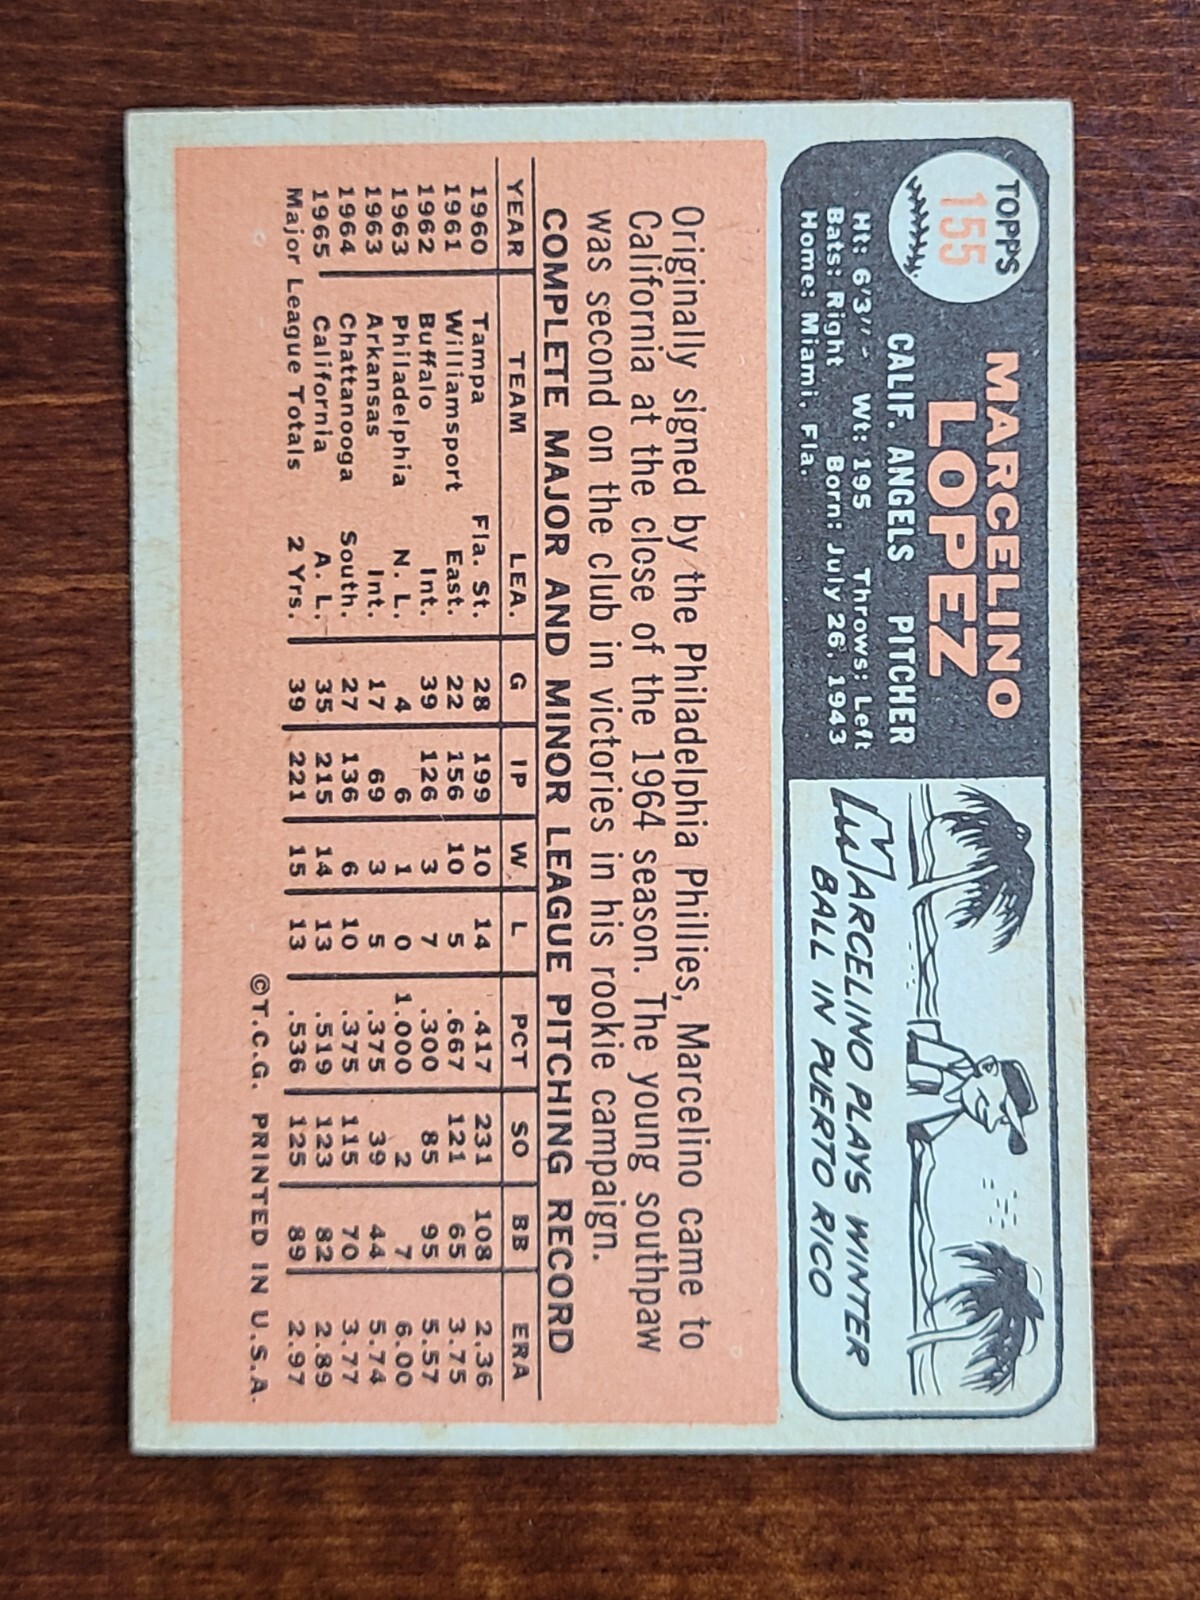 TOPPS
155
MARCELINO
LOPEZ
CALIF. ANGELS PITCHER
Ht: 6'3" Wt: 195 Throws: Left
Bats: Right Born: July 26, 1943
Home: Miami, Fla.
MARCELINO PLAYS WINTER
BALL IN PUERTO RICO
Originally signed by the Philadelphia Phillies, Marcelino came to
California at the close of the 1964 season. The young southpaw
was second on the club in victories in his rookie campaign.
COMPLETE MAJOR AND MINOR LEAGUE PITCHING RECORD
YEAR TEAM LEA. G IP W L PCT SO BB ERA
1960 Tampa Fla. St. 28 199 10 14 .417 231 108 2.36
1961 Williamsport East. 22 156 10 5 .667 121 65 3.75
1962 Buffalo Int. 39 126 3 7 .300 85 95 5.57
1963 Philadelphia N. L. 4 6 1 0 1.000 2 7 6.00
1963 Arkansas Int. 17 69 3 5 .375 39 44 5.74
1964 Chattanooga South. 27 136 6 10 .375 115 70 3.77
1965 California A. L. 35 215 14 13 .519 123 82 2.89
Major League Totals 2 Yrs. 39 221 15 13 .536 125 89 2.97
©T.C.G. PRINTED IN U.S.A.